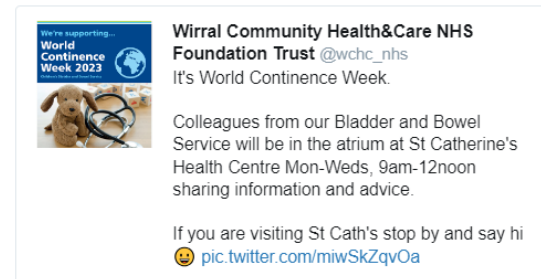 We're supporting...
World
Continence
Week 2023
Wirral Community Health&Care NHS
Foundation Trust @wchc_nhs
It's World Continence Week.
Colleagues from our Bladder and Bowel
Service will be in the atrium at St Catherine's
Health Centre Mon-Weds, 9am-12noon
sharing information and advice.
If you are visiting St Cath's stop by and say hi
😀 pic.twitter.com/miwSkZqvOa